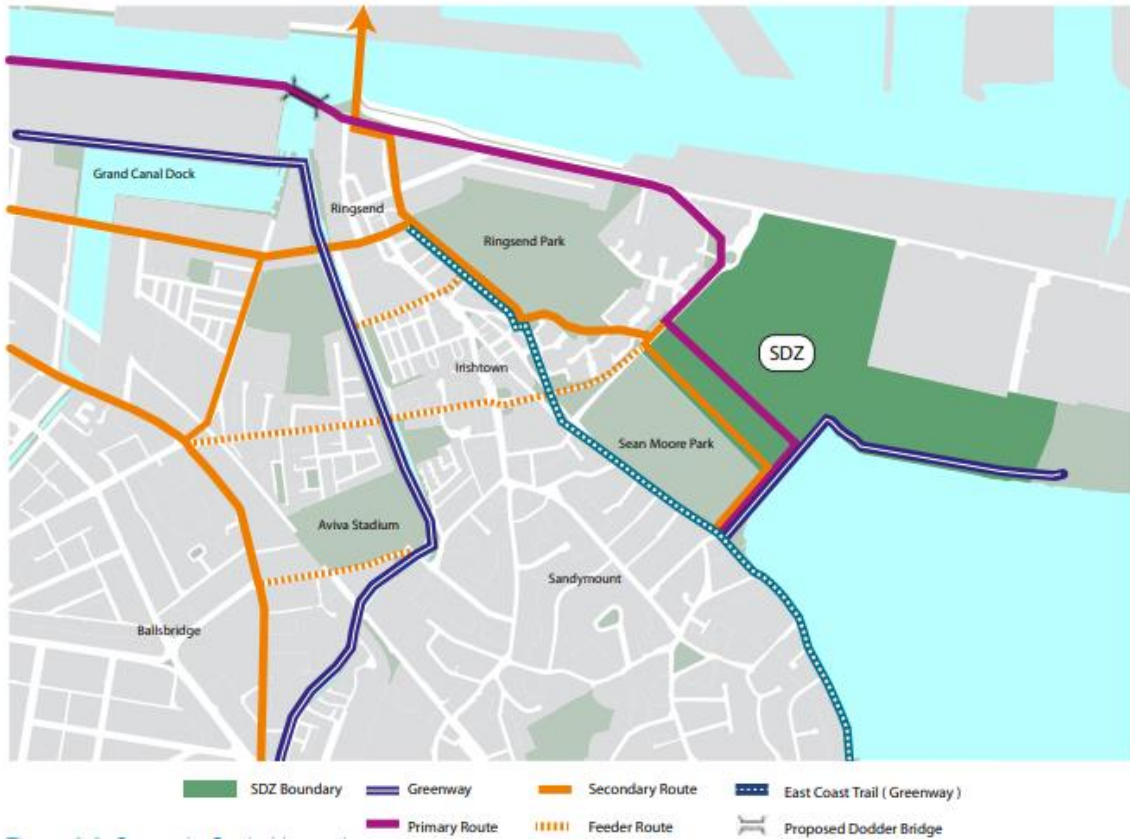 Grand Canal Dock
Ringsend
Ringsend Park
SDZ
Irishtown
Sean Moore Park
Aviva Stadium
Sandymount
Ballsbridge
SDZ Boundary
Greenway
Secondary Route
East Coast Trail ( Greenway )
Primary Route
Feeder Route
Proposed Dodder Bridge